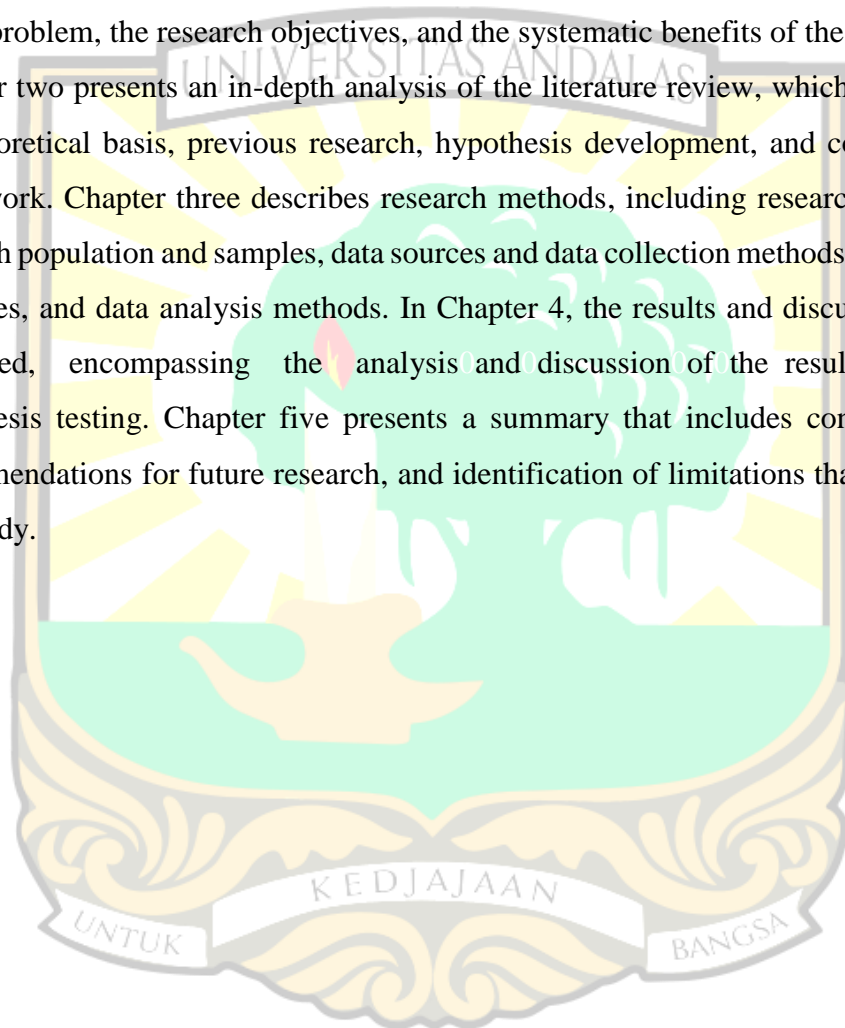 problem, the research objectives, and the systematic benefits of the
UNIVERSITAS ANDALAS
r two presents an in-depth analysis of the literature review, which
oretical basis, previous research, hypothesis development, and co
work. Chapter three describes research methods, including researc
h population and samples, data sources and data collection methods
es, and data analysis methods. In Chapter 4, the results and discu
ed, encompassing the analysis and discussion of the resul
esis testing. Chapter five presents a summary that includes con
mendations for future research, and identification of limitations tha
dy.
KEDJAJAAN
UNTUK
BANGSA